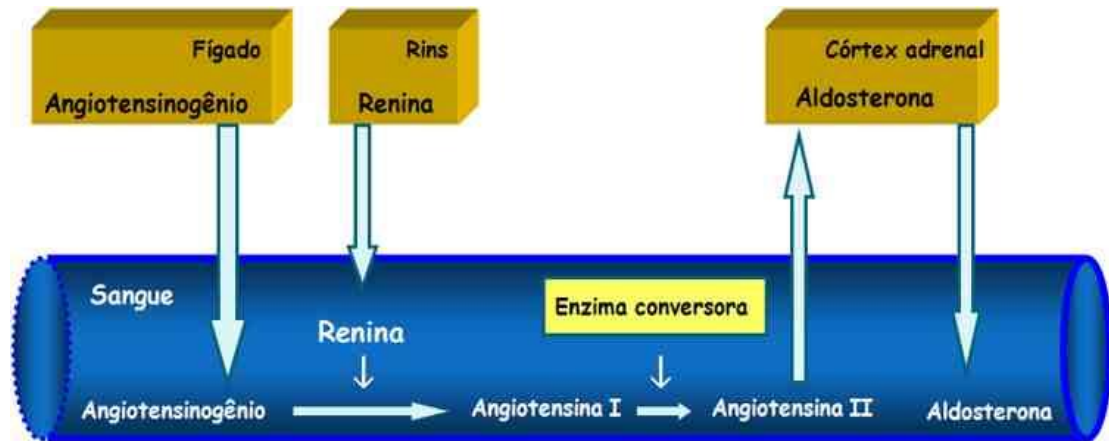 Fígado
Angiotensinogênio
Rins
Renina
Córtex adrenal
Aldosterona
Sangue
Enzima conversora
Renina
Angiotensinogênio
Angiotensina I
Angiotensina II
Aldosterona